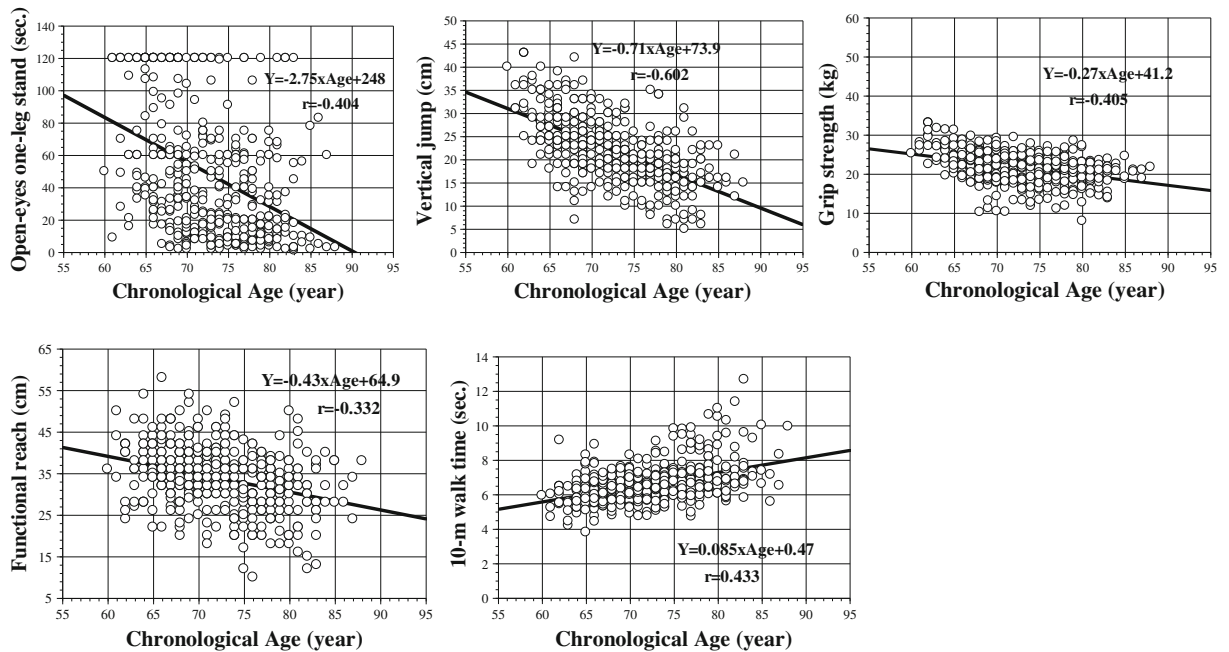 Open-eyes one-leg stand (sec.)
140
120
100
80
60
40
20
0
55 60 65 70 75 80 85 90 95
Y=-2.75xAge+248
r=-0.404
Chronological Age (year)
Vertical jump (cm)
50
45
40
35
30
25
20
15
10
5
0
55 60 65 70 75 80 85 90 95
Y=-0.71xAge+73.9
r=-0.602
Chronological Age (year)
Grip strength (kg)
60
50
40
30
20
10
0
55 60 65 70 75 80 85 90 95
Y=-0.27xAge+41.2
r=-0.405
Chronological Age (year)
Functional reach (cm)
65
55
45
35
25
15
5
55 60 65 70 75 80 85 90 95
Y=-0.43xAge+64.9
r=-0.332
Chronological Age (year)
10-m walk time (sec.)
14
12
10
8
6
4
2
0
55 60 65 70 75 80 85 90 95
Y=0.085xAge+0.47
r=0.433
Chronological Age (year)